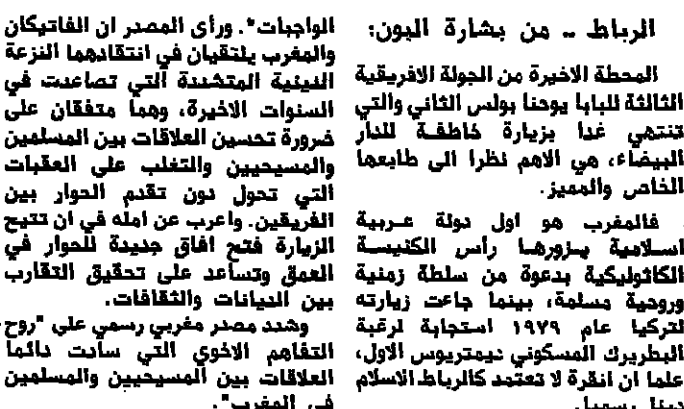 الرباط - من بشارة البون:
المحطة الاخيرة من الجولة الافريقية
الثالثة للبابا يوحنا بولس الثاني والتي
تنتهي غدا بزيارة خاطفة للدار
البيضاء، هي الاهم نظرا الى طابعها
الخاص والمميز.
فالمغرب هو اول دولة عربية
اسلامية يزورها رأس الكنيسة
الكاثوليكية بدعوة من سلطة زمنية
وروحية مسلمة، بينما جاءت زيارته
لتركيا عام ١٩٧٩ استجابة لرغبة
البطريرك المسكوني ديمتريوس الاول،
علما ان انقرة لا تعتمد كالرباط الاسلام
دينا رسميا.
الواجبات". ورأى المصدر ان الفاتيكان
والمغرب يلتقيان في انتقادهما النزعة
الدينية المتشددة التي تصاعدت في
السنوات الاخيرة، وهما متفقان على
ضرورة تحسين العلاقات بين المسلمين
والمسيحيين والتغلب على العقبات
التي تحول دون تقدم الحوار بين
الفريقين. واعرب عن امله في ان تتيح
الزيارة فتح افاق جديدة للحوار في
العمق وتساعد على تحقيق التقارب
بين الديانات والثقافات.
وشدد مصدر مغربي رسمي على "روح
التفاهم الاخوي التي سادت دائما
العلاقات بين المسيحيين والمسلمين
في المغرب".